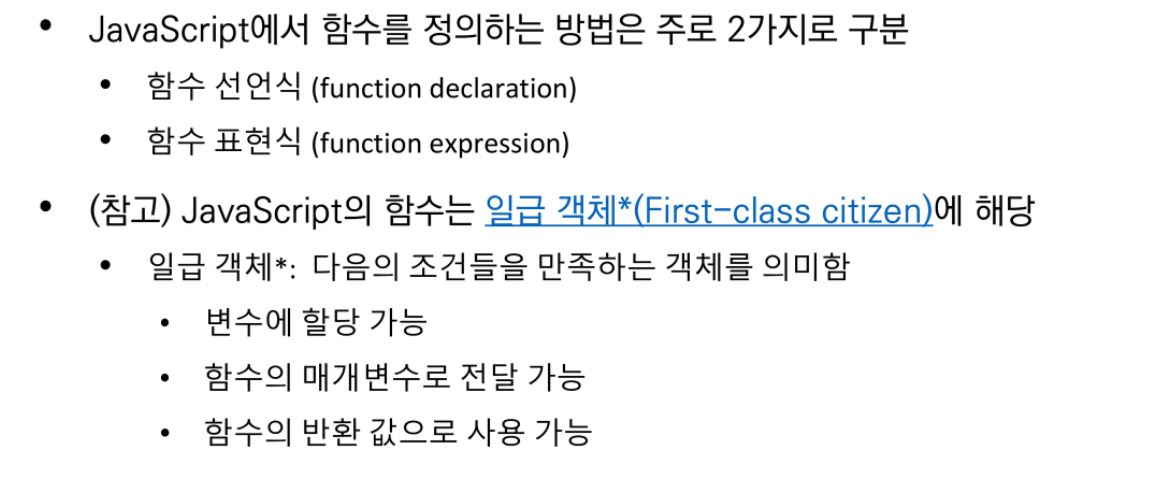 • JavaScript에서 함수를 정의하는 방법은 주로 2가지로 구분
• 함수 선언식 (function declaration)
• 함수 표현식 (function expression)
• (참고) JavaScript의 함수는 일급 객체*(First-class citizen)에 해당
• 일급 객체*: 다음의 조건들을 만족하는 객체를 의미함
• 변수에 할당 가능
• 함수의 매개변수로 전달 가능
• 함수의 반환 값으로 사용 가능